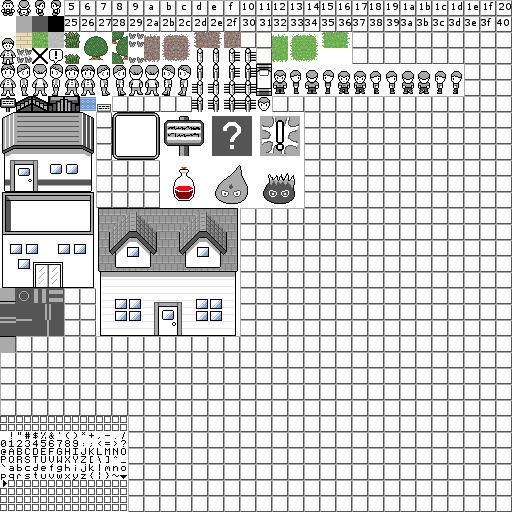 5 6 7 8 9 a b c d e f 10 11 12 13 14 15 16 17 18 19 1a 1b 1c 1d 1e 1f 20
25 26 27 28 29 2a 2b 2c 2d 2e 2f 30 31 32 33 34 35 36 37 38 39 3a 3b 3c 3d 3e 3f 40
!
? !
!"#$%&'()*+,-./
0123456789:;<=>?
@ABCDEFGHIJKLMNO
PQRSTUVWXYZ[\]^_
`abcdefghijklmno
pqrstuvwxyz{|}~